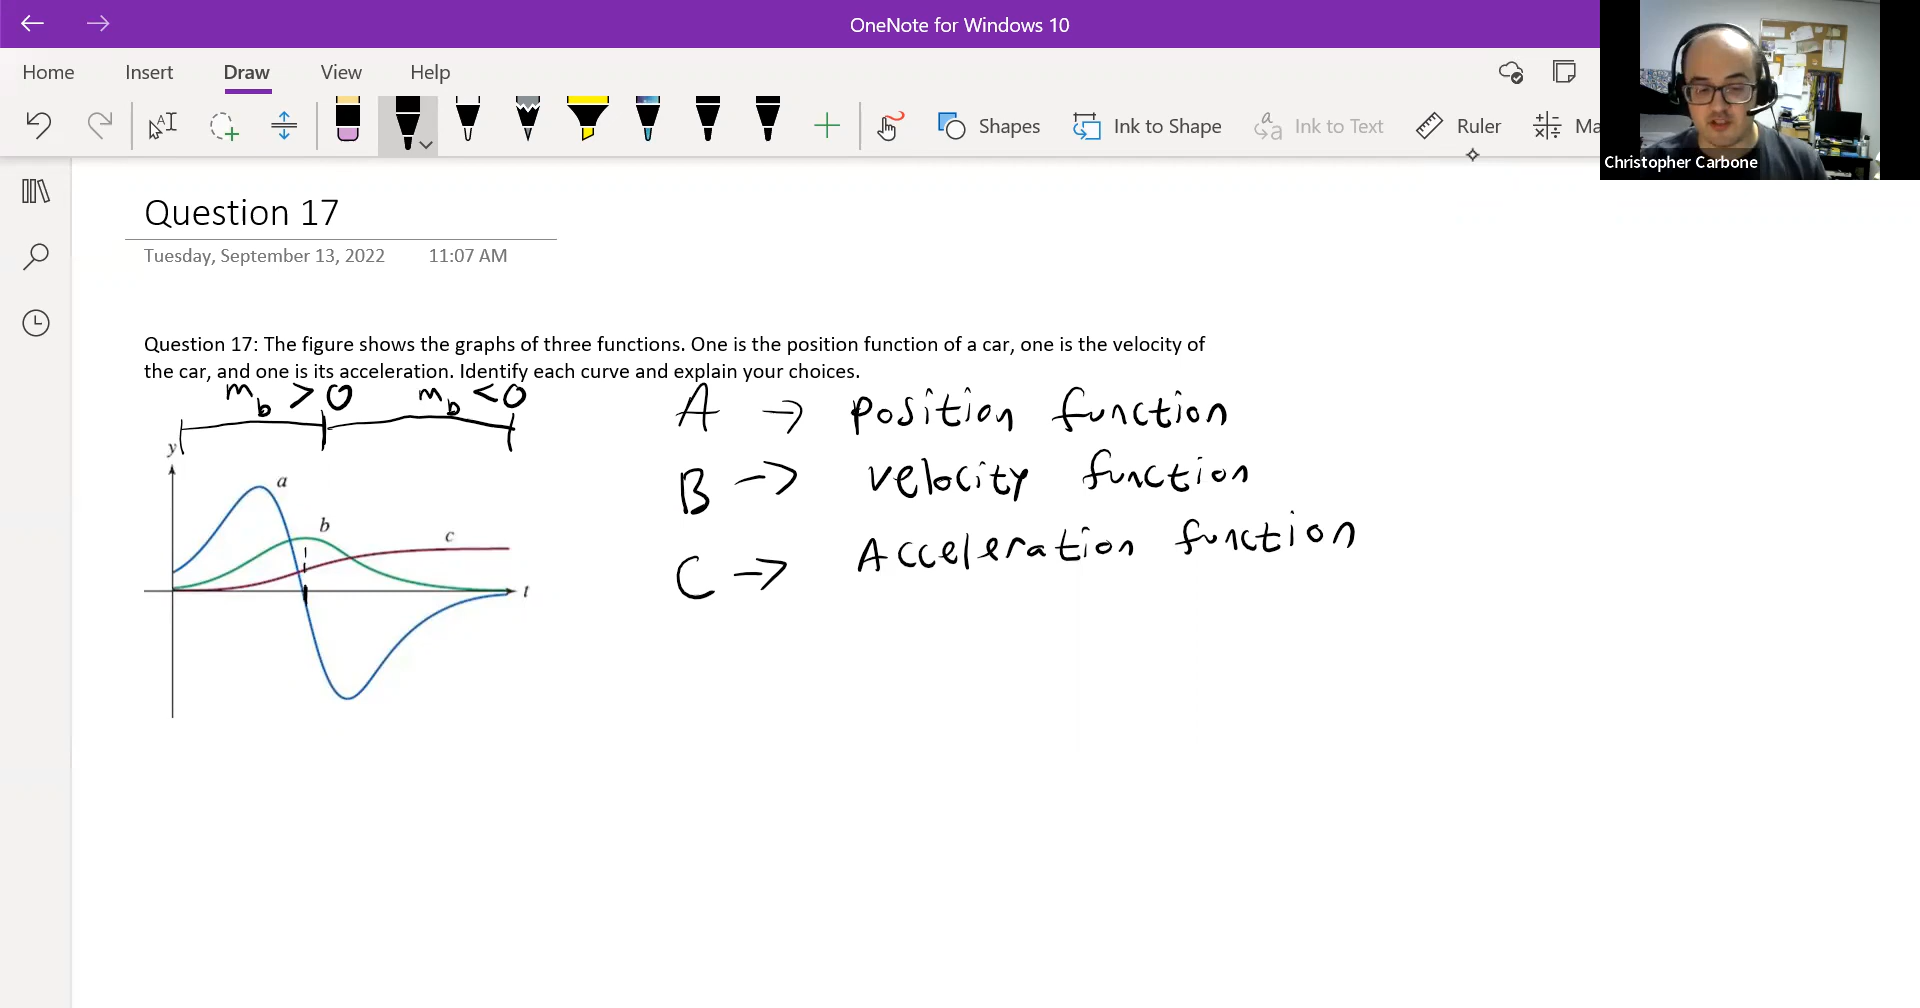 OneNote for Windows 10
Home Insert Draw View Help
Shapes Ink to Shape Ink to Text Ruler Ma
Christopher Carbone
Question 17
Tuesday, September 13, 2022 11:07 AM
Question 17: The figure shows the graphs of three functions. One is the position function of a car, one is the velocity of
the car, and one is its acceleration. Identify each curve and explain your choices.
m_b > 0 m_b < 0
A → position function
B → velocity function
C → Acceleration function
y
a
b
c
t